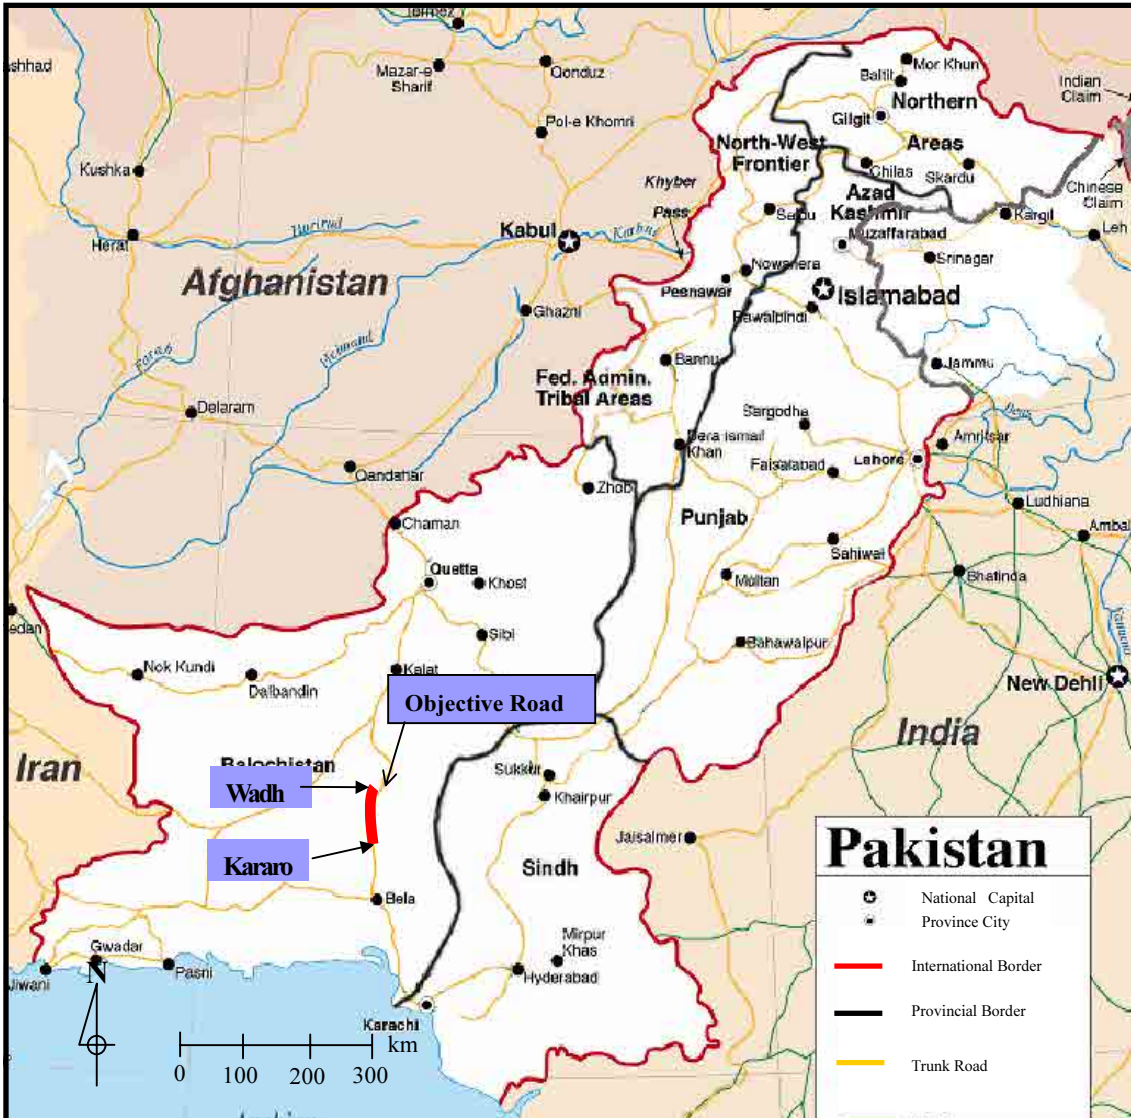 Mazar-e
Sharif
Qonduz
Mor Khun
Baltit
Indian
Claim
Northern
Areas
Gilgit
Pol-e Khomri
North-West
Frontier
Kushka
Chilas
Skardu
Khyber
Pass
Azad
Kashmir
Chinese
Claim
Kargil
Leh
Herat
Kabul
Muzaffarabad
Srinagar
Nowshera
Peshawar
Afghanistan
Islamabad
Rawalpindi
Ghazni
Helmand
Bannu
Jammu
Fed. Admin.
Tribal Areas
Delaram
Sargodha
Dera Ismail
Khan
Amritsar
Lahore
Faisalabad
Qandahar
Zhob
Punjab
Ludhiana
Chaman
Ambal
Sahiwal
Quetta
Khost
Multan
Bhatinda
Sibi
Bahawalpur
Nok Kundi
Dalbandin
Kalat
New Dehli
Objective Road
India
Iran
Balochistan
Sukkur
Wadh
Khairpur
Jaisalmer
Pakistan
Kararo
Sindh
Bela
National Capital
Province City
Gwadar
Mirpur
Khas
N
Pasni
Hyderabad
International Border
Jiwani
Provincial Border
Karachi
km
0 100 200 300
Trunk Road